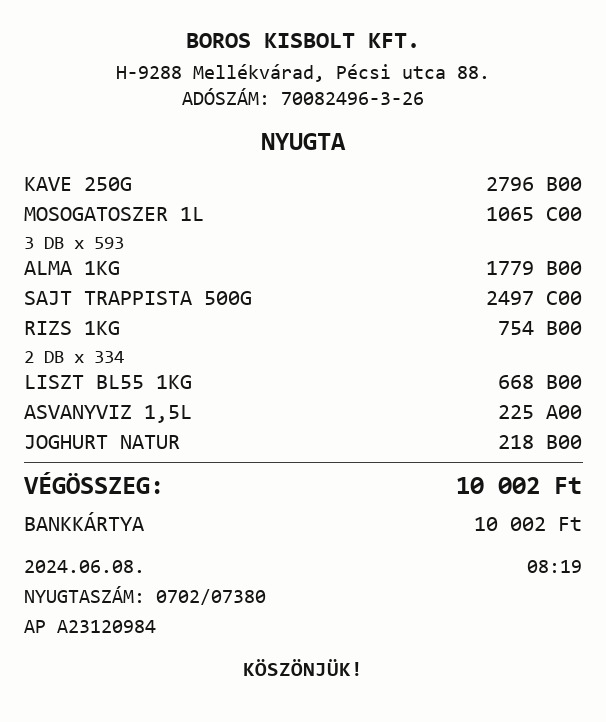 BOROS KISBOLT KFT.
H-9288 Mellékvárad, Pécsi utca 88.
ADÓSZÁM: 70082496-3-26
NYUGTA
KAVE 250G 2796 B00
MOSOGATOSZER 1L 1065 C00
3 DB x 593
ALMA 1KG 1779 B00
SAJT TRAPPISTA 500G 2497 C00
RIZS 1KG 754 B00
2 DB x 334
LISZT BL55 1KG 668 B00
ASVANYVIZ 1,5L 225 A00
JOGHURT NATUR 218 B00
VÉGÖSSZEG: 10 002 Ft
BANKKÁRTYA 10 002 Ft
2024.06.08. 08:19
NYUGTASZÁM: 0702/07380
AP A23120984
KÖSZÖNJÜK!